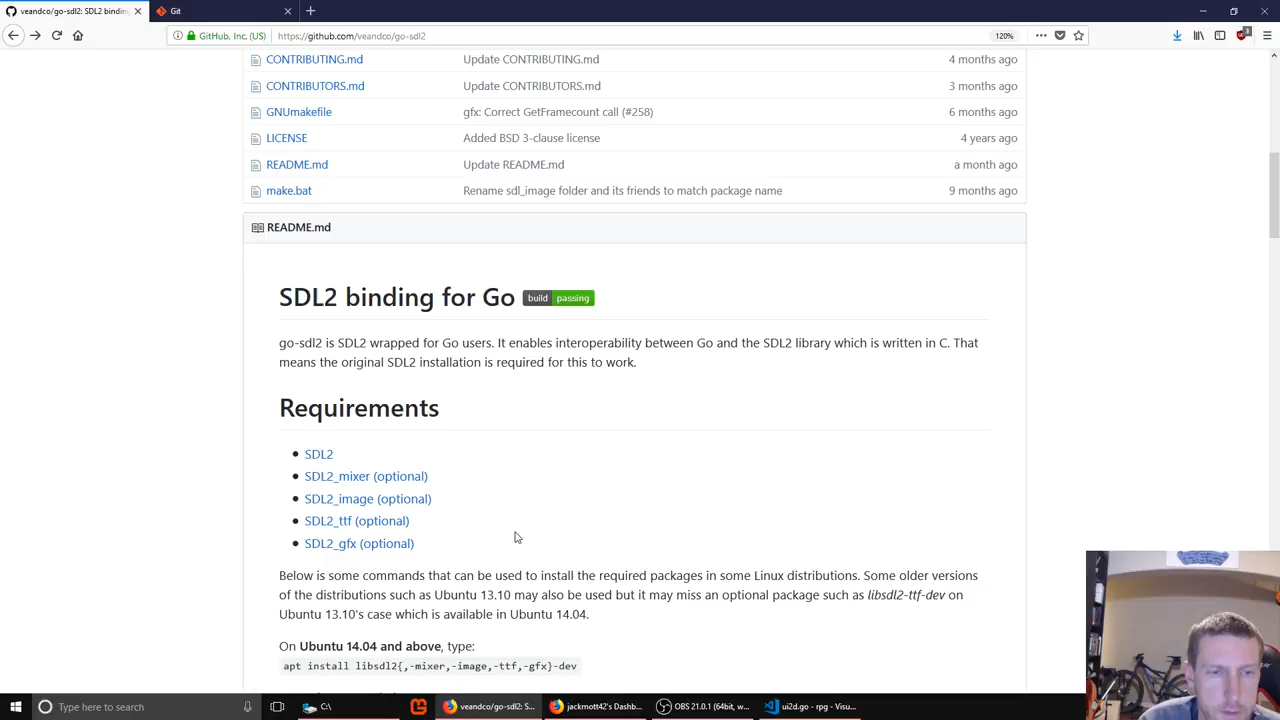 veandco/go-sdl2: SDL2 bindin
Git
GitHub, Inc. (US)
https://github.com/veandco/go-sdl2
120%
CONTRIBUTING.md Update CONTRIBUTING.md 4 months ago
CONTRIBUTORS.md Update CONTRIBUTORS.md 3 months ago
GNUmakefile gfx: Correct GetFramecount call (#258) 6 months ago
LICENSE Added BSD 3-clause license 4 years ago
README.md Update README.md a month ago
make.bat Rename sdl_image folder and its friends to match package name 9 months ago
README.md
SDL2 binding for Go build passing
go-sdl2 is SDL2 wrapped for Go users. It enables interoperability between Go and the SDL2 library which is written in C. That
means the original SDL2 installation is required for this to work.
Requirements
SDL2
SDL2_mixer (optional)
SDL2_image (optional)
SDL2_ttf (optional)
SDL2_gfx (optional)
Below is some commands that can be used to install the required packages in some Linux distributions. Some older versions
of the distributions such as Ubuntu 13.10 may also be used but it may miss an optional package such as libsdl2-ttf-dev on
Ubuntu 13.10's case which is available in Ubuntu 14.04.
On Ubuntu 14.04 and above, type:
apt install libsdl2{,-mixer,-image,-ttf,-gfx}-dev
Type here to search
C:\
veandco/go-sdl2: S...
jackmott42's Dashb...
OBS 21.0.1 (64bit, w...
ui2d.go - rpg - Visu...